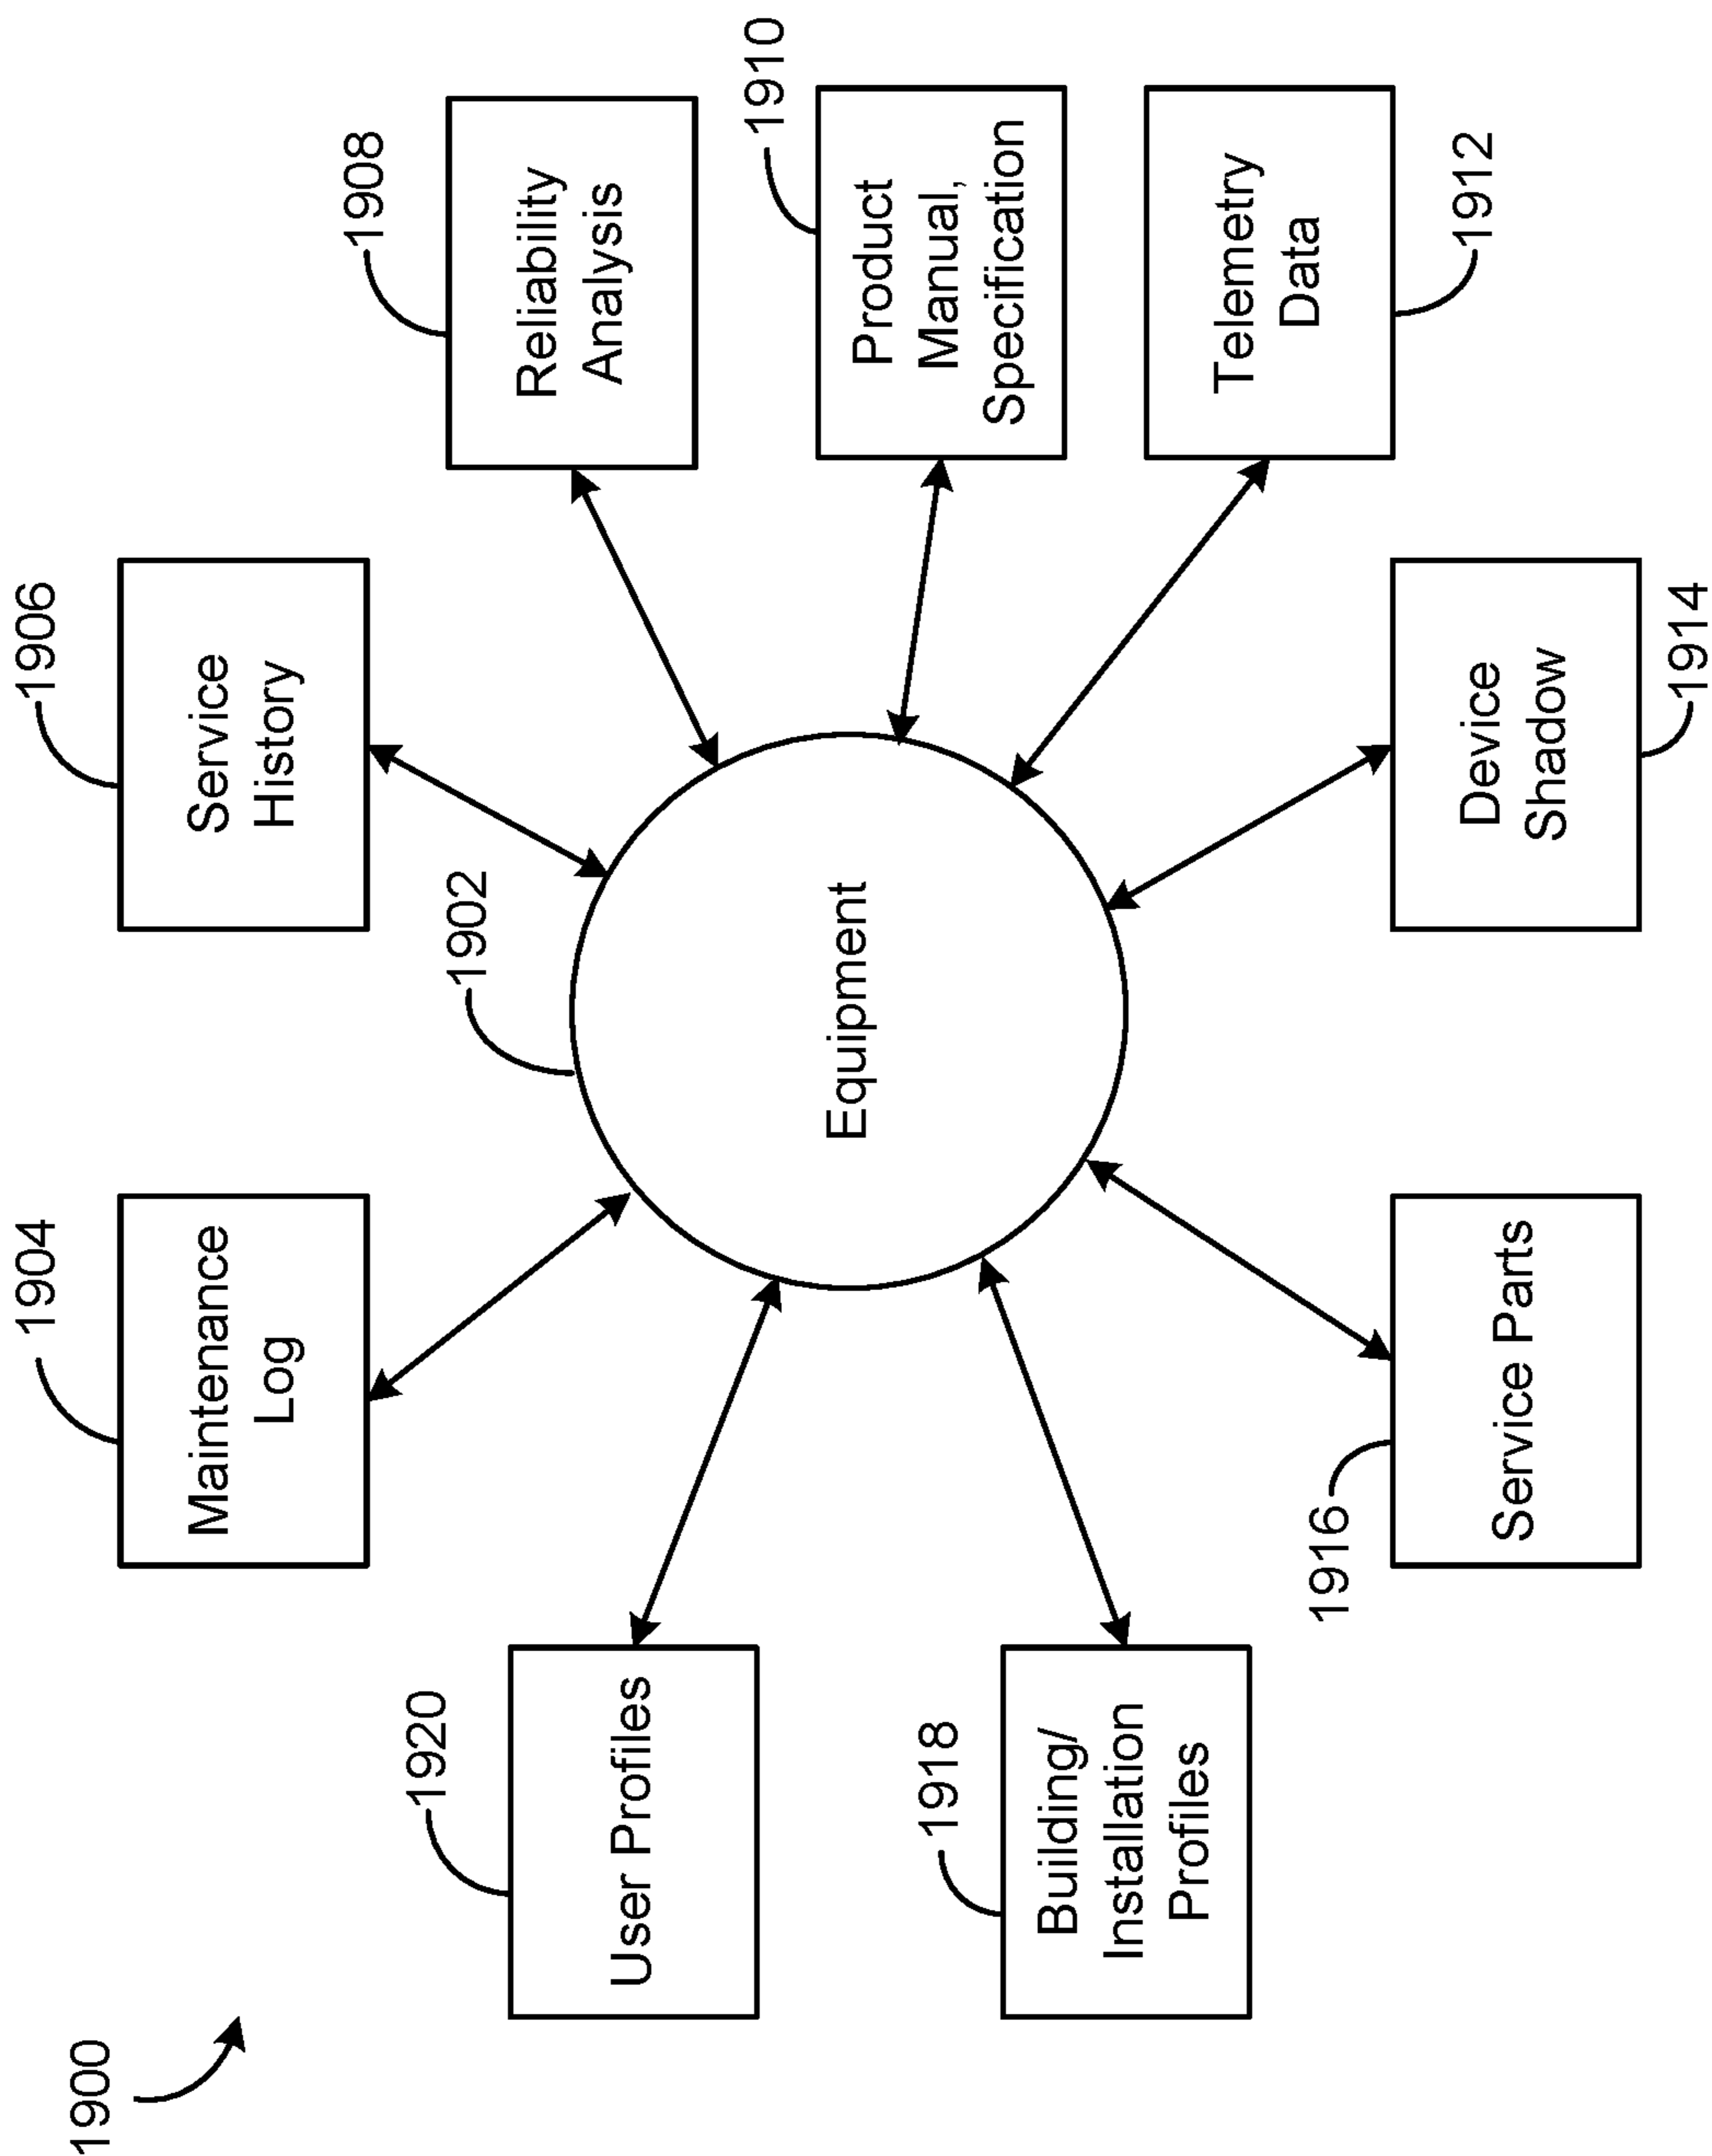 1900
1904
Maintenance
Log
1906
Service
History
1920
User Profiles
1902
Equipment
1908
Reliability
Analysis
1910
Product
Manual,
Specification
1918
Building/
Installation
Profiles
1916
Service Parts
Device
Shadow
1914
Telemetry
Data
1912